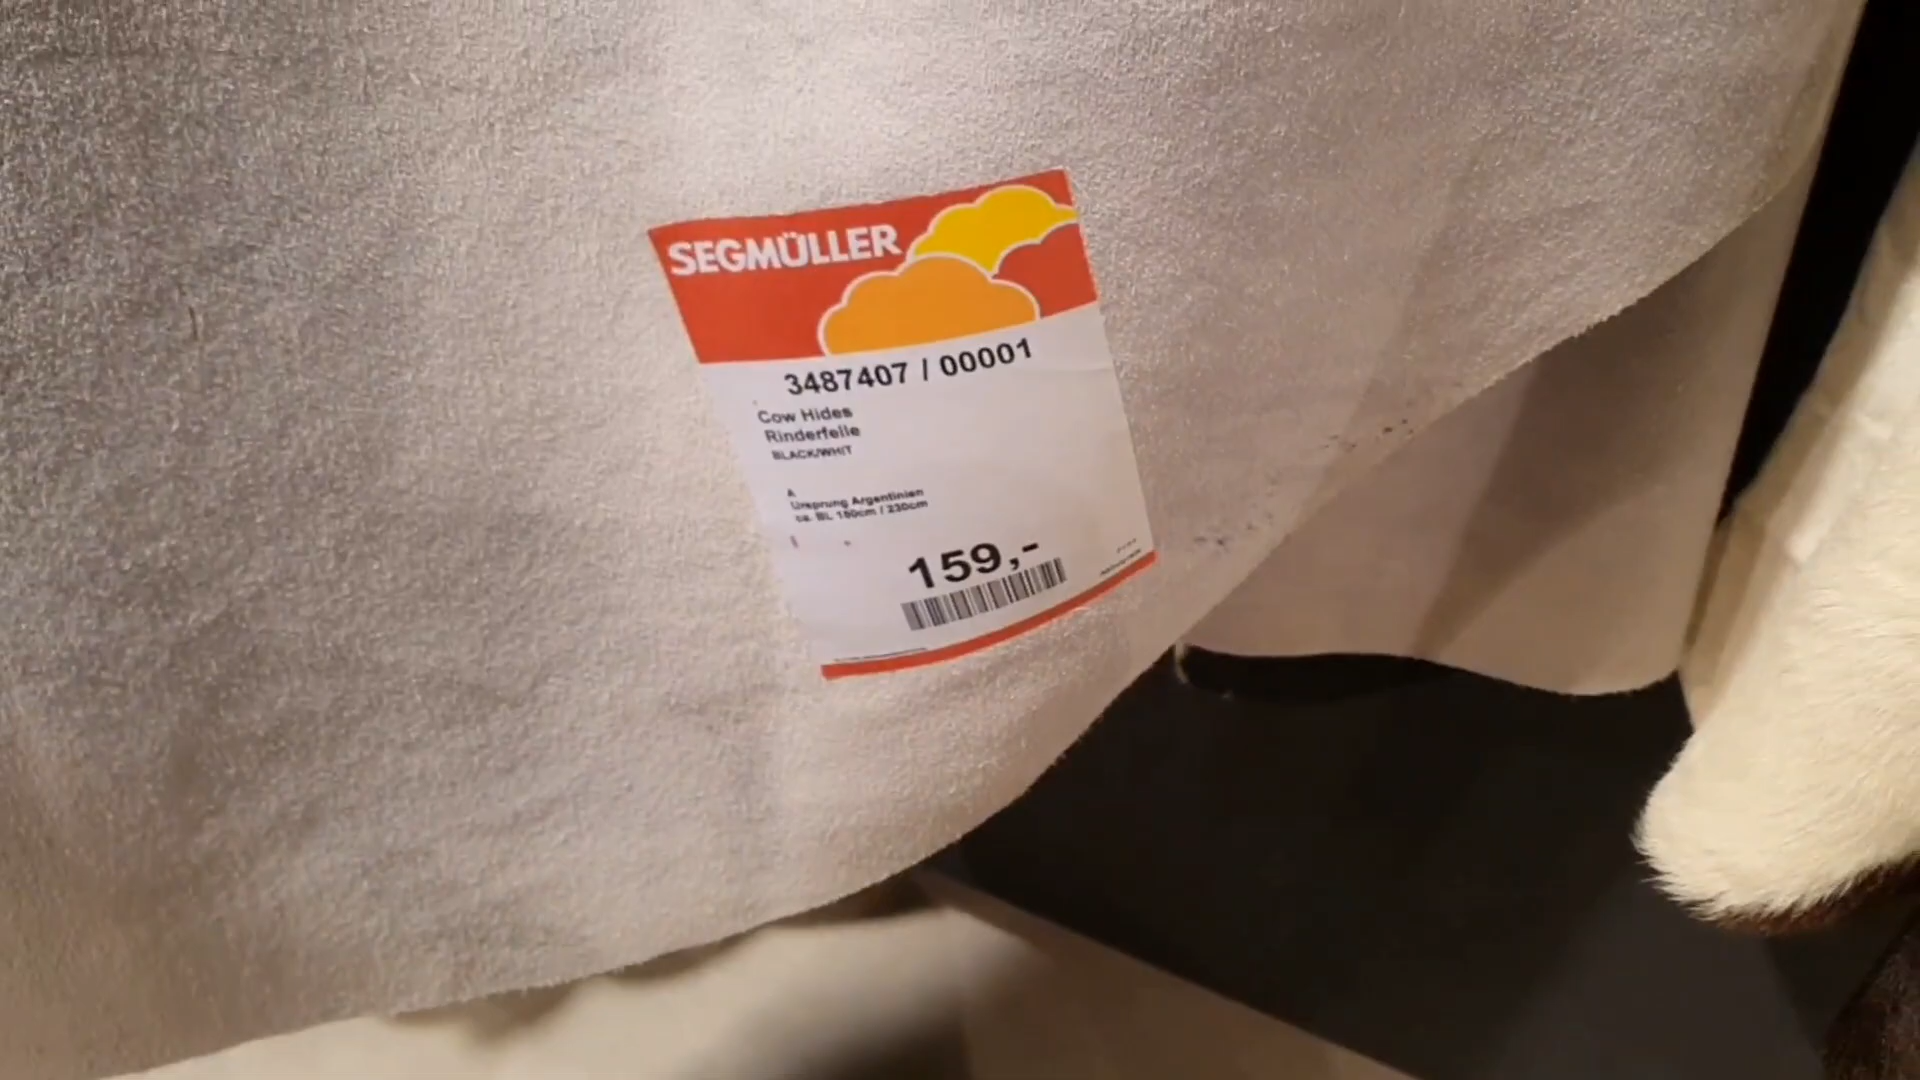 SEGMÜLLER
3487407 / 00001
Cow Hides
Rinderfelle
BLACK/WHIT
A
Ursprung Argentinien
ca. BL 180cm / 230cm
159,-